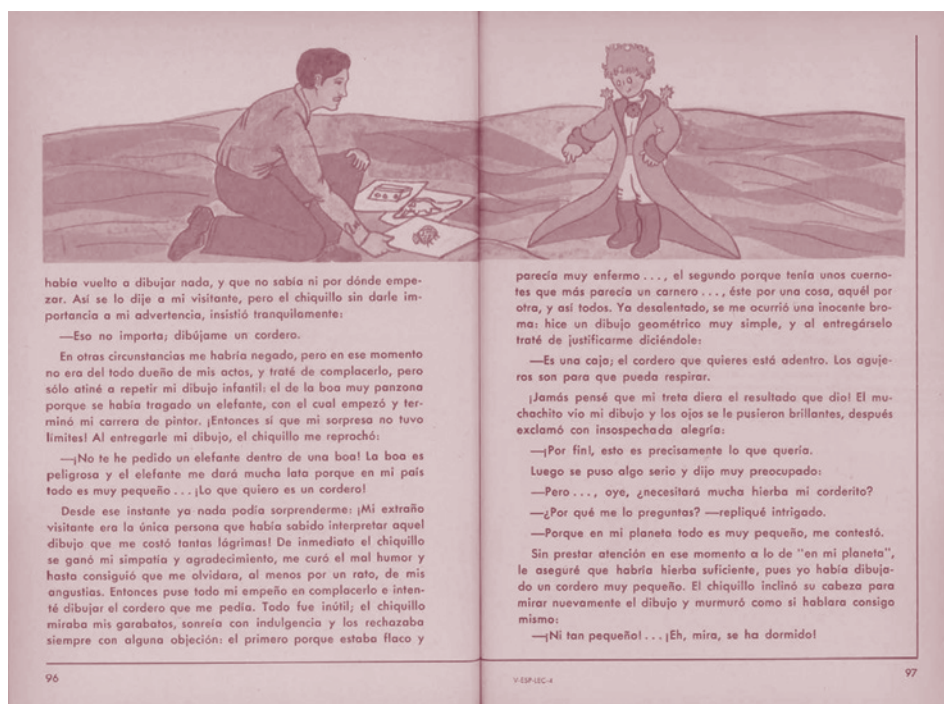 había vuelto a dibujar nada, y que no sabía ni por dónde empe-
zar. Así se lo dije a mi visitante, pero el chiquillo sin darle im-
portancia a mi advertencia, insistió tranquilamente:
—Eso no importa; dibújame un cordero.
En otras circunstancias me habría negado, pero en ese momento
no era del todo dueño de mis actos, y traté de complacerlo, pero
sólo atiné a repetir mi dibujo infantil: el de la boa muy panzona
porque se había tragado un elefante, con el cual empezó y ter-
minó mi carrera de pintor. ¡Entonces sí que mi sorpresa no tuvo
límites! Al entregarle mi dibujo, el chiquillo me reprochó:
—¡No te he pedido un elefante dentro de una boa! La boa es
peligrosa y el elefante me dará mucha lata porque en mi país
todo es muy pequeño . . . ¡Lo que quiero es un cordero!
Desde ese instante ya nada podía sorprenderme: ¡Mi extraño
visitante era la única persona que había sabido interpretar aquel
dibujo que me costó tantas lágrimas! De inmediato el chiquillo
se ganó mi simpatía y agradecimiento, me curó el mal humor y
hasta consiguió que me olvidara, al menos por un rato, de mis
angustias. Entonces puse todo mi empeño en complacerlo e inten-
té dibujar el cordero que me pedía. Todo fue inútil; el chiquillo
miraba mis garabatos, sonreía con indulgencia y los rechazaba
siempre con alguna objeción: el primero porque estaba flaco y
96
parecía muy enfermo . . . , el segundo porque tenía unos cuerno-
tes que más parecía un carnero . . . , éste por una cosa, aquél por
otra, y así todos. Ya desalentado, se me ocurrió una inocente bro-
ma: hice un dibujo geométrico muy simple, y al entregárselo
traté de justificarme diciéndole:
—Es una caja; el cordero que quieres está adentro. Los aguje-
ros son para que pueda respirar.
¡Jamás pensé que mi treta diera el resultado que dio! El mu-
chachito vio mi dibujo y los ojos se le pusieron brillantes, después
exclamó con insospechada alegría:
—¡Por fin!, esto es precisamente lo que quería.
Luego se puso algo serio y dijo muy preocupado:
—Pero . . . , oye, ¿necesitará mucha hierba mi corderito?
—¿Por qué me lo preguntas? —repliqué intrigado.
—Porque en mi planeta todo es muy pequeño, me contestó.
Sin prestar atención en ese momento a lo de "en mi planeta",
le aseguré que habría hierba suficiente, pues yo había dibuja-
do un cordero muy pequeño. El chiquillo inclinó su cabeza para
mirar nuevamente el dibujo y murmuró como si hablara consigo
mismo:
—¡Ni tan pequeño! . . . ¡Eh, mira, se ha dormido!
V-ESP-LEC-4
97